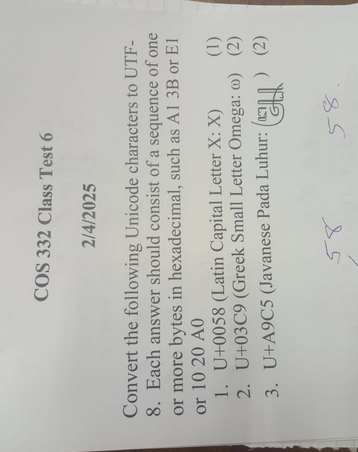 COS 332 Class Test 6
2/4/2025
Convert the following Unicode characters to UTF-
8. Each answer should consist of a sequence of one
or more bytes in hexadecimal, such as A1 3B or E1
or 10 20 A0
1. U+0058 (Latin Capital Letter X: X) (1)
2. U+03C9 (Greek Small Letter Omega: ω) (2)
3. U+A9C5 (Javanese Pada Luhur: ꧅) (2)
58
58.